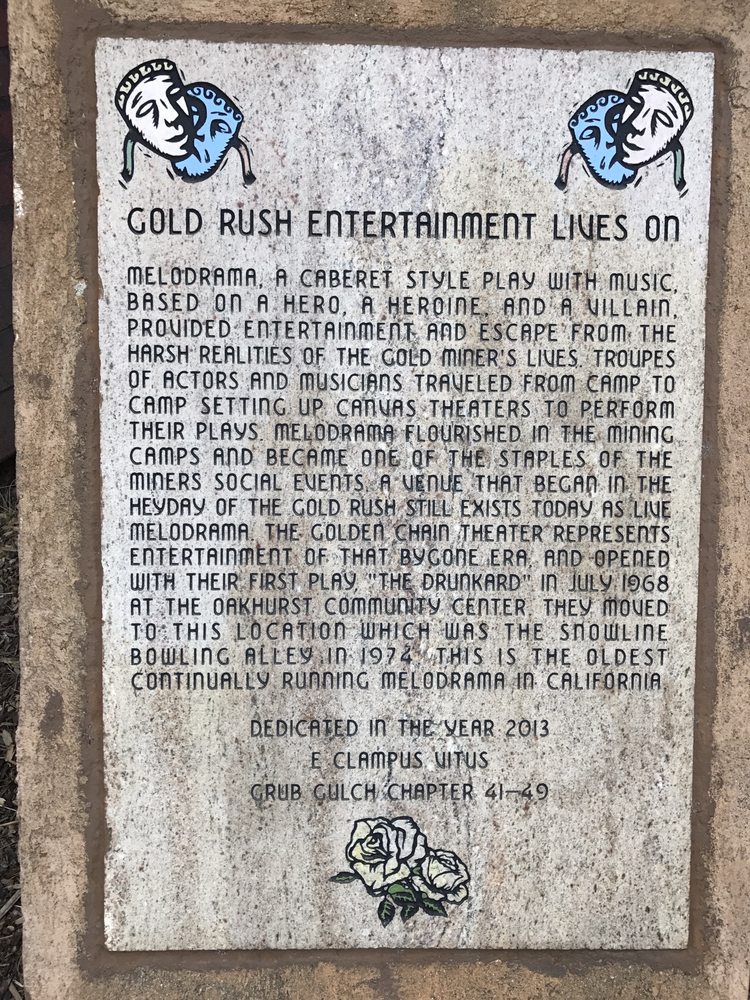 GOLD RUSH ENTERTAINMENT LIVES ON
MELODRAMA, A CABERET STYLE PLAY WITH MUSIC,
BASED ON A HERO, A HEROINE, AND A VILLAIN,
PROVIDED ENTERTAINMENT AND ESCAPE FROM THE
HARSH REALITIES OF THE GOLD MINER'S LIVES. TROUPES
OF ACTORS AND MUSICIANS TRAVELED FROM CAMP TO
CAMP SETTING UP CANVAS THEATERS TO PERFORM
THEIR PLAYS. MELODRAMA FLOURISHED IN THE MINING
CAMPS AND BECAME ONE OF THE STAPLES OF THE
MINERS SOCIAL EVENTS. A VENUE THAT BEGAN IN THE
HEYDAY OF THE GOLD RUSH STILL EXISTS TODAY AS LIVE
MELODRAMA. THE GOLDEN CHAIN THEATER REPRESENTS
ENTERTAINMENT OF THAT BYGONE ERA, AND OPENED
WITH THEIR FIRST PLAY "THE DRUNKARD" IN JULY 1968
AT THE OAKHURST COMMUNITY CENTER. THEY MOVED
TO THIS LOCATION WHICH WAS THE SNOWLINE
BOWLING ALLEY IN 1974. THIS IS THE OLDEST
CONTINUALLY RUNNING MELODRAMA IN CALIFORNIA.
DEDICATED IN THE YEAR 2013
E CLAMPUS VITUS
GRUB GULCH CHAPTER 41-49